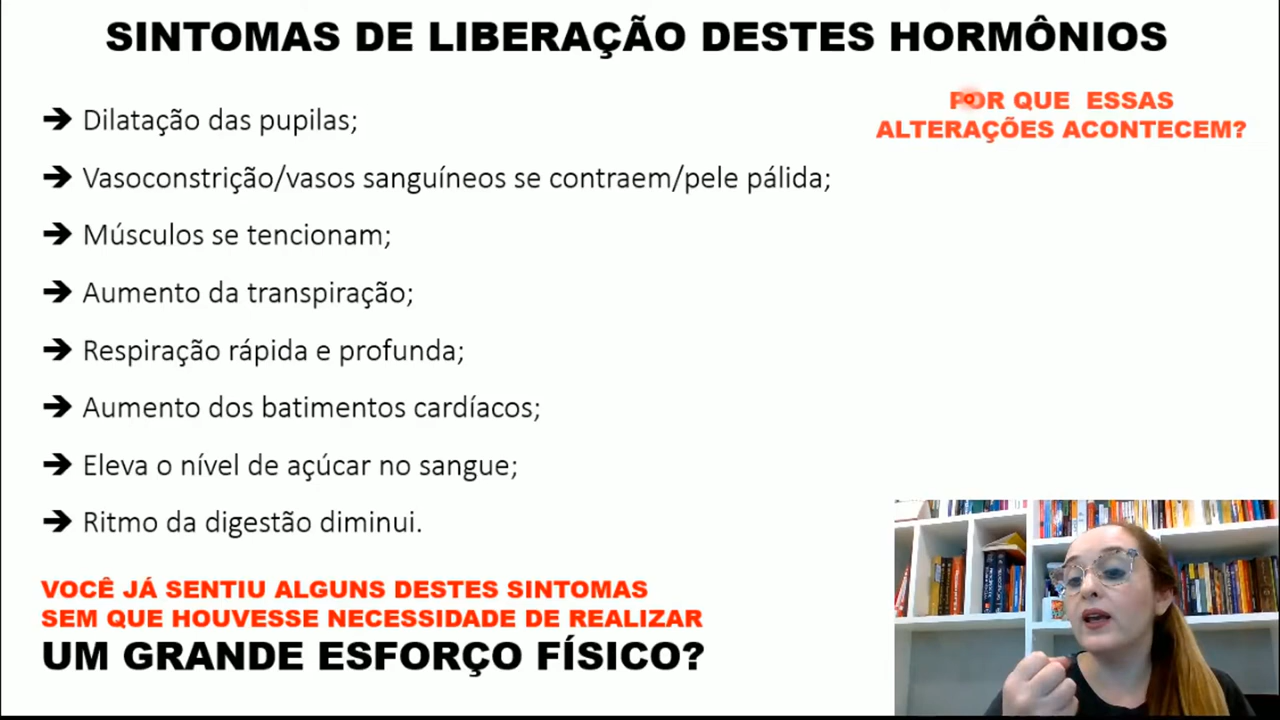 SINTOMAS DE LIBERAÇÃO DESTES HORMÔNIOS
POR QUE ESSAS
ALTERAÇÕES ACONTECEM?
➔ Dilatação das pupilas;
➔ Vasoconstrição/vasos sanguíneos se contraem/pele pálida;
➔ Músculos se tencionam;
➔ Aumento da transpiração;
➔ Respiração rápida e profunda;
➔ Aumento dos batimentos cardíacos;
➔ Eleva o nível de açúcar no sangue;
➔ Ritmo da digestão diminui.
VOCÊ JÁ SENTIU ALGUNS DESTES SINTOMAS
SEM QUE HOUVESSE NECESSIDADE DE REALIZAR
UM GRANDE ESFORÇO FÍSICO?